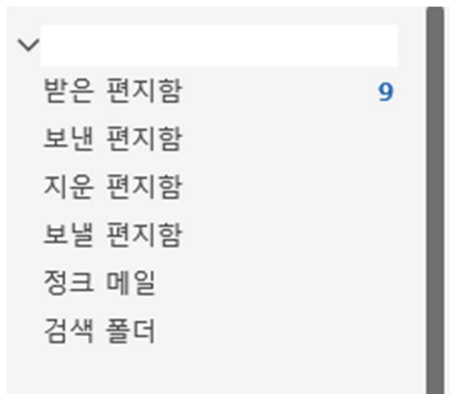 받은 편지함 9
보낸 편지함
지운 편지함
보낼 편지함
정크 메일
검색 폴더